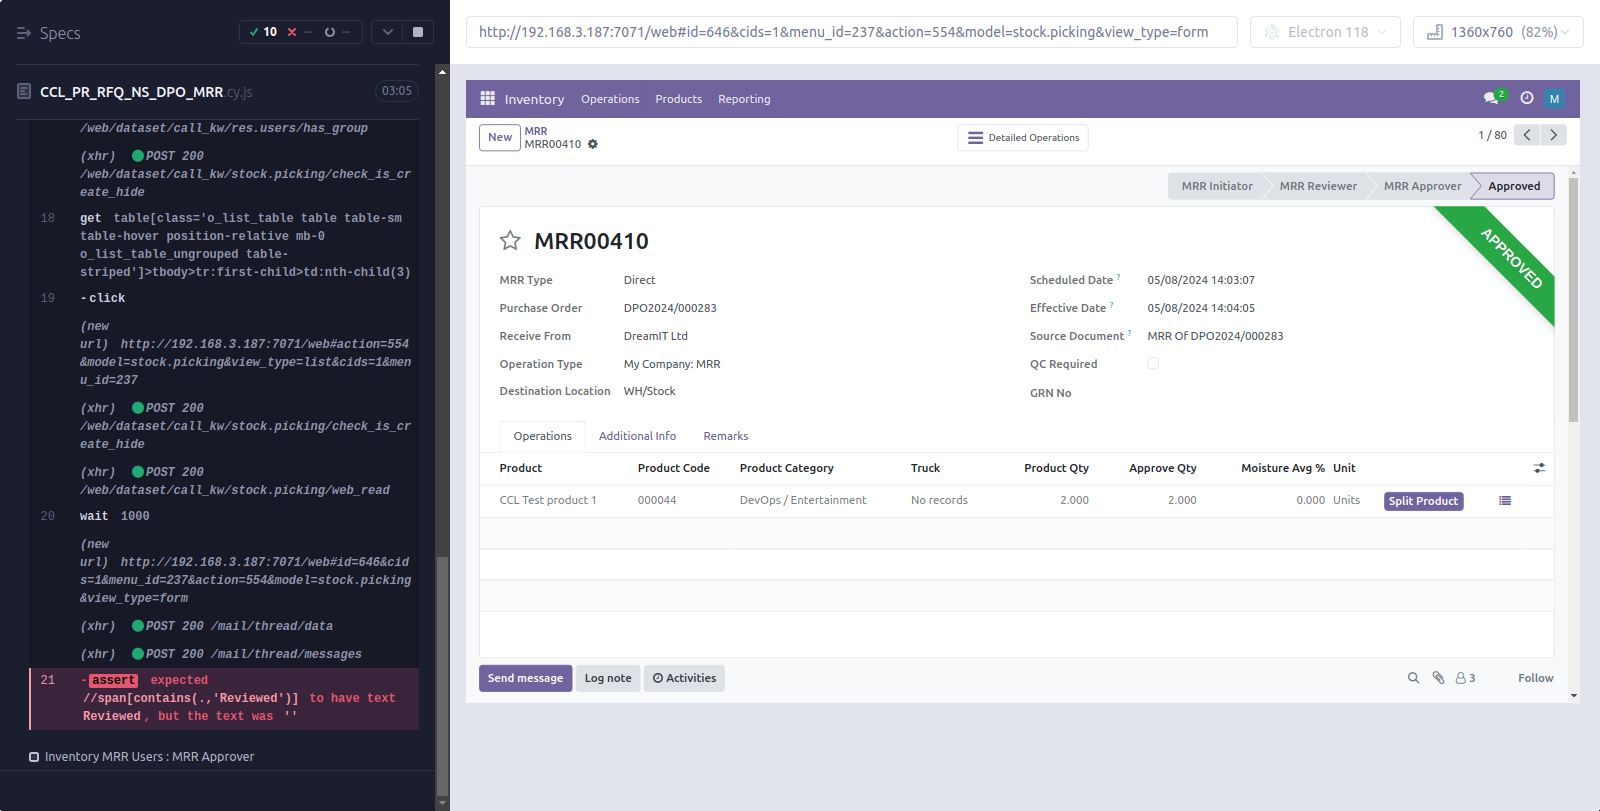 Specs
10
--
--
CCL_PR_RFQ_NS_DPO_MRR.cy.js
03:05
/web/dataset/call_kw/res.users/has_group
(xhr) POST 200
/web/dataset/call_kw/stock.picking/check_is_cr
eate_hide
18 get table[class='o_list_table table table-sm
table-hover position-relative mb-0
o_list_table_ungrouped table-
striped']>tbody>tr:first-child>td:nth-child(3)
19 -click
(new
url) http://192.168.3.187:7071/web#action=554
&model=stock.picking&view_type=list&cids=1&me
nu_id=237
(xhr) POST 200
/web/dataset/call_kw/stock.picking/check_is_cr
eate_hide
(xhr) POST 200
/web/dataset/call_kw/stock.picking/web_read
20 wait 1000
(new
url) http://192.168.3.187:7071/web#id=646&cid
s=1&menu_id=237&action=554&model=stock.picking
&view_type=form
(xhr) POST 200 /mail/thread/data
(xhr) POST 200 /mail/thread/messages
21 -assert expected
//span[contains(.,'Reviewed')] to have text
Reviewed, but the text was ''
Inventory MRR Users : MRR Approver
http://192.168.3.187:7071/web#id=646&cids=1&menu_id=237&action=554&model=stock.picking&view_type=form
Electron 118
1360x760 (82%)
Inventory Operations Products Reporting
2
M
New
MRR
MRR00410
Detailed Operations
1 / 80
MRR Initiator MRR Reviewer MRR Approver Approved
APPROVED
MRR00410
MRR Type Direct
Purchase Order DPO2024/000283
Receive From DreamIT Ltd
Operation Type My Company: MRR
Destination Location WH/Stock
Scheduled Date ? 05/08/2024 14:03:07
Effective Date ? 05/08/2024 14:04:05
Source Document ? MRR Of DPO2024/000283
QC Required
GRN No
Operations Additional Info Remarks
Product Product Code Product Category Truck Product Qty Approve Qty Moisture Avg % Unit
CCL Test product 1 000044 DevOps / Entertainment No records 2.000 2.000 0.000 Units Split Product
Send message Log note Activities
3
Follow